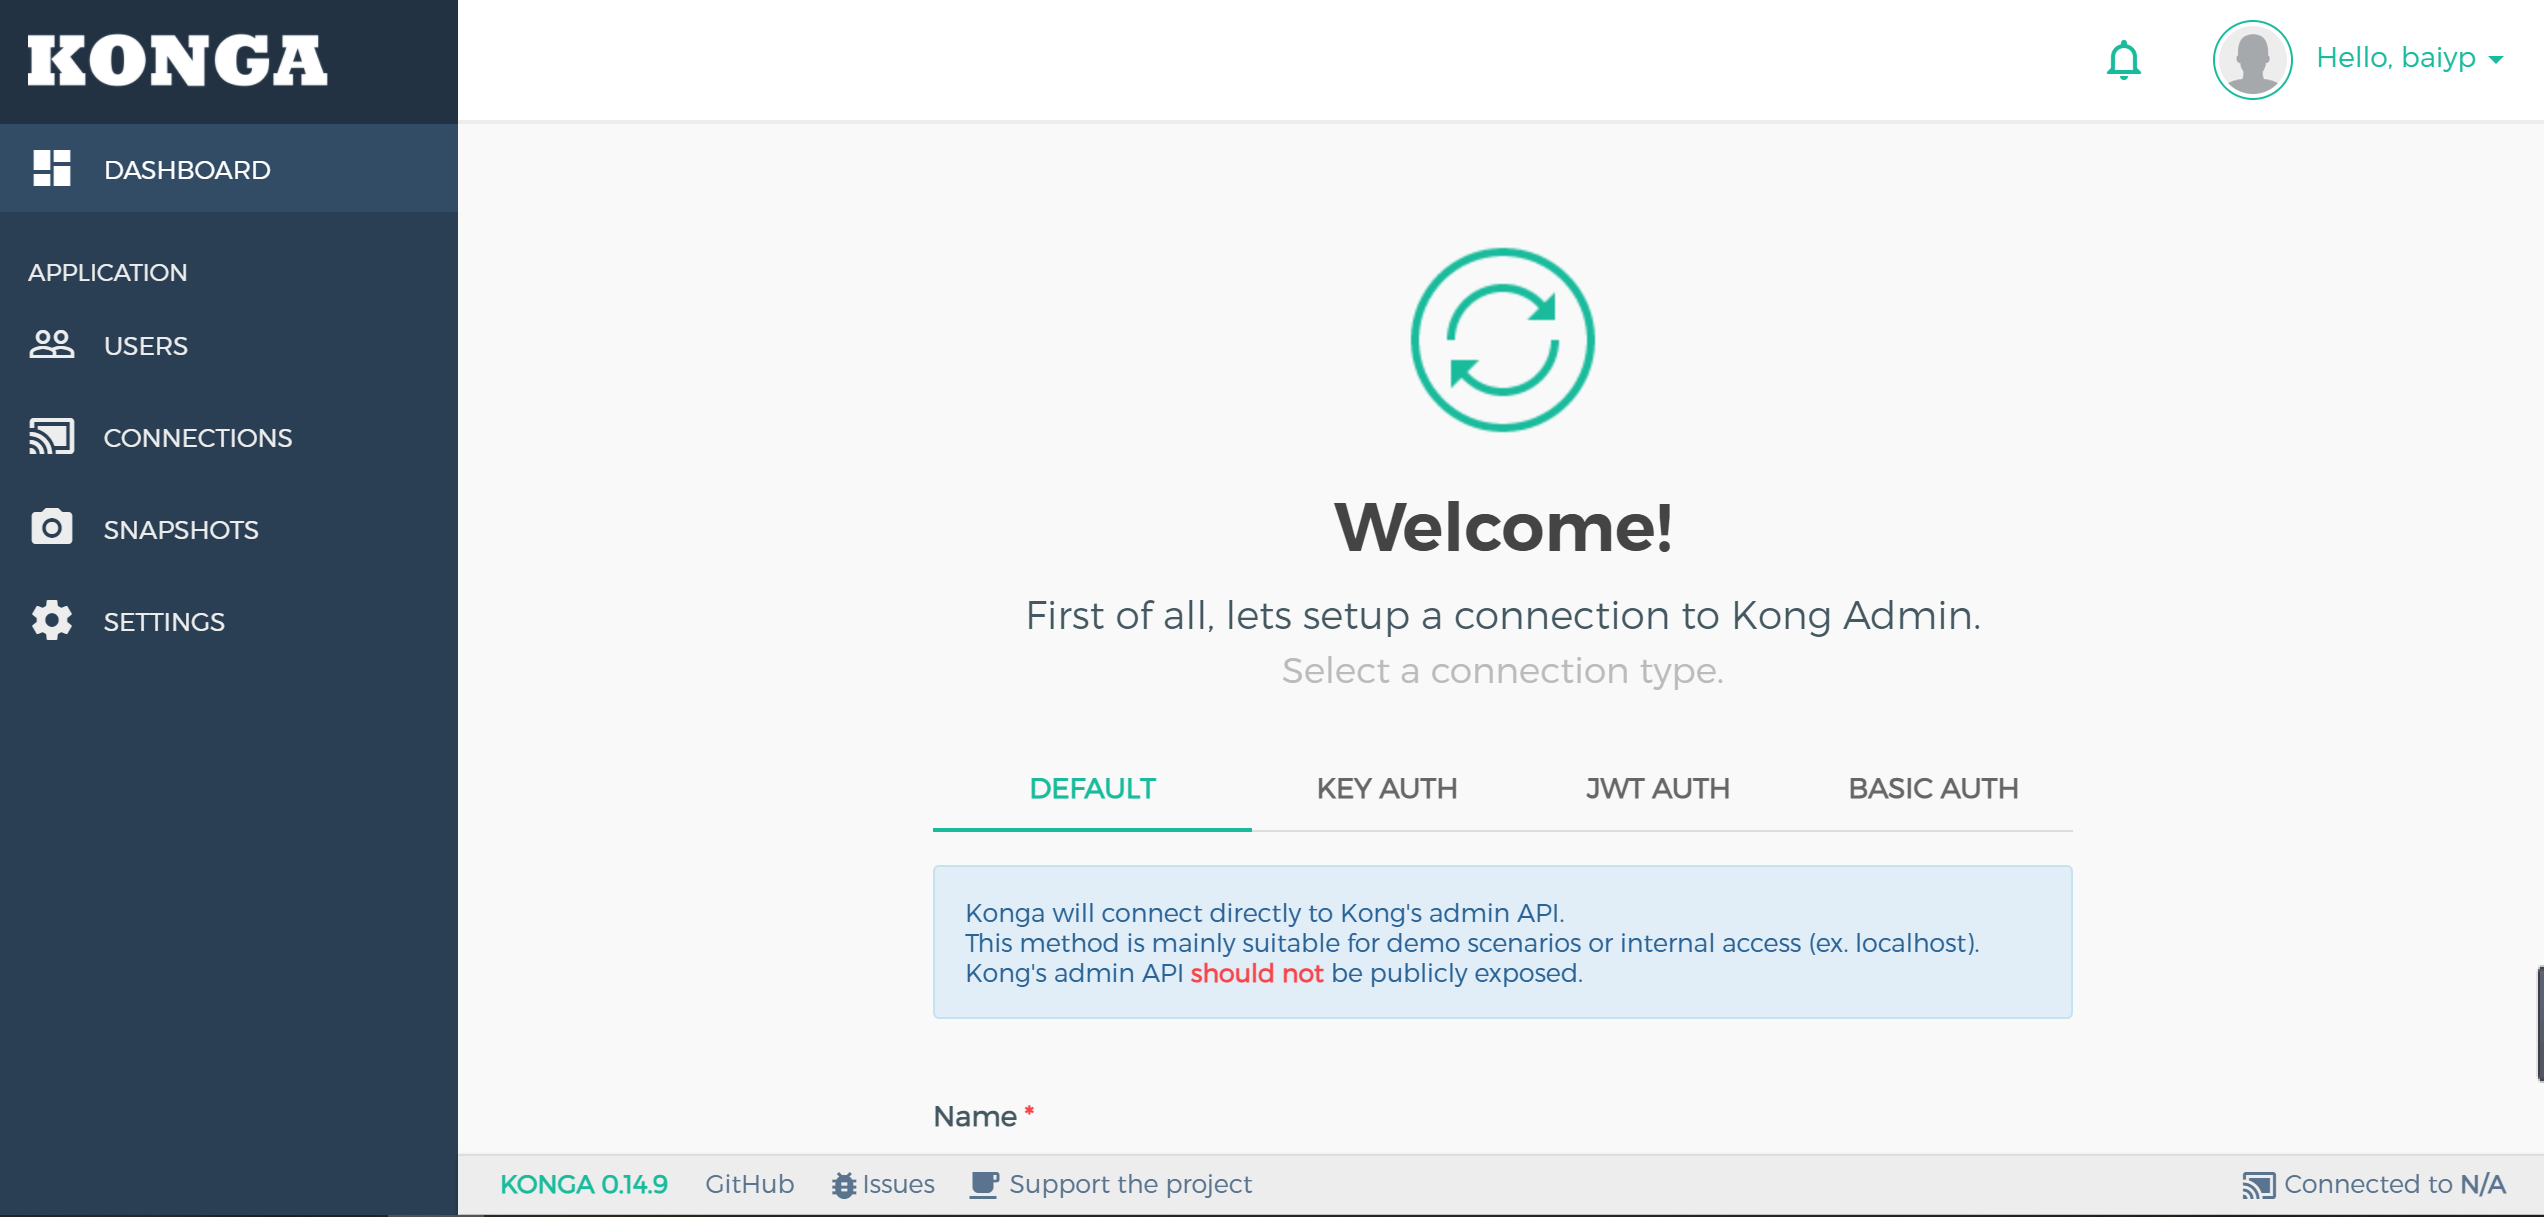 KONGA
Hello, baiyp
DASHBOARD
APPLICATION
USERS
CONNECTIONS
SNAPSHOTS
SETTINGS
Welcome!
First of all, lets setup a connection to Kong Admin.
Select a connection type.
DEFAULT KEY AUTH JWT AUTH BASIC AUTH
Konga will connect directly to Kong's admin API.
This method is mainly suitable for demo scenarios or internal access (ex. localhost).
Kong's admin API should not be publicly exposed.
Name *
KONGA 0.14.9 GitHub Issues Support the project Connected to N/A